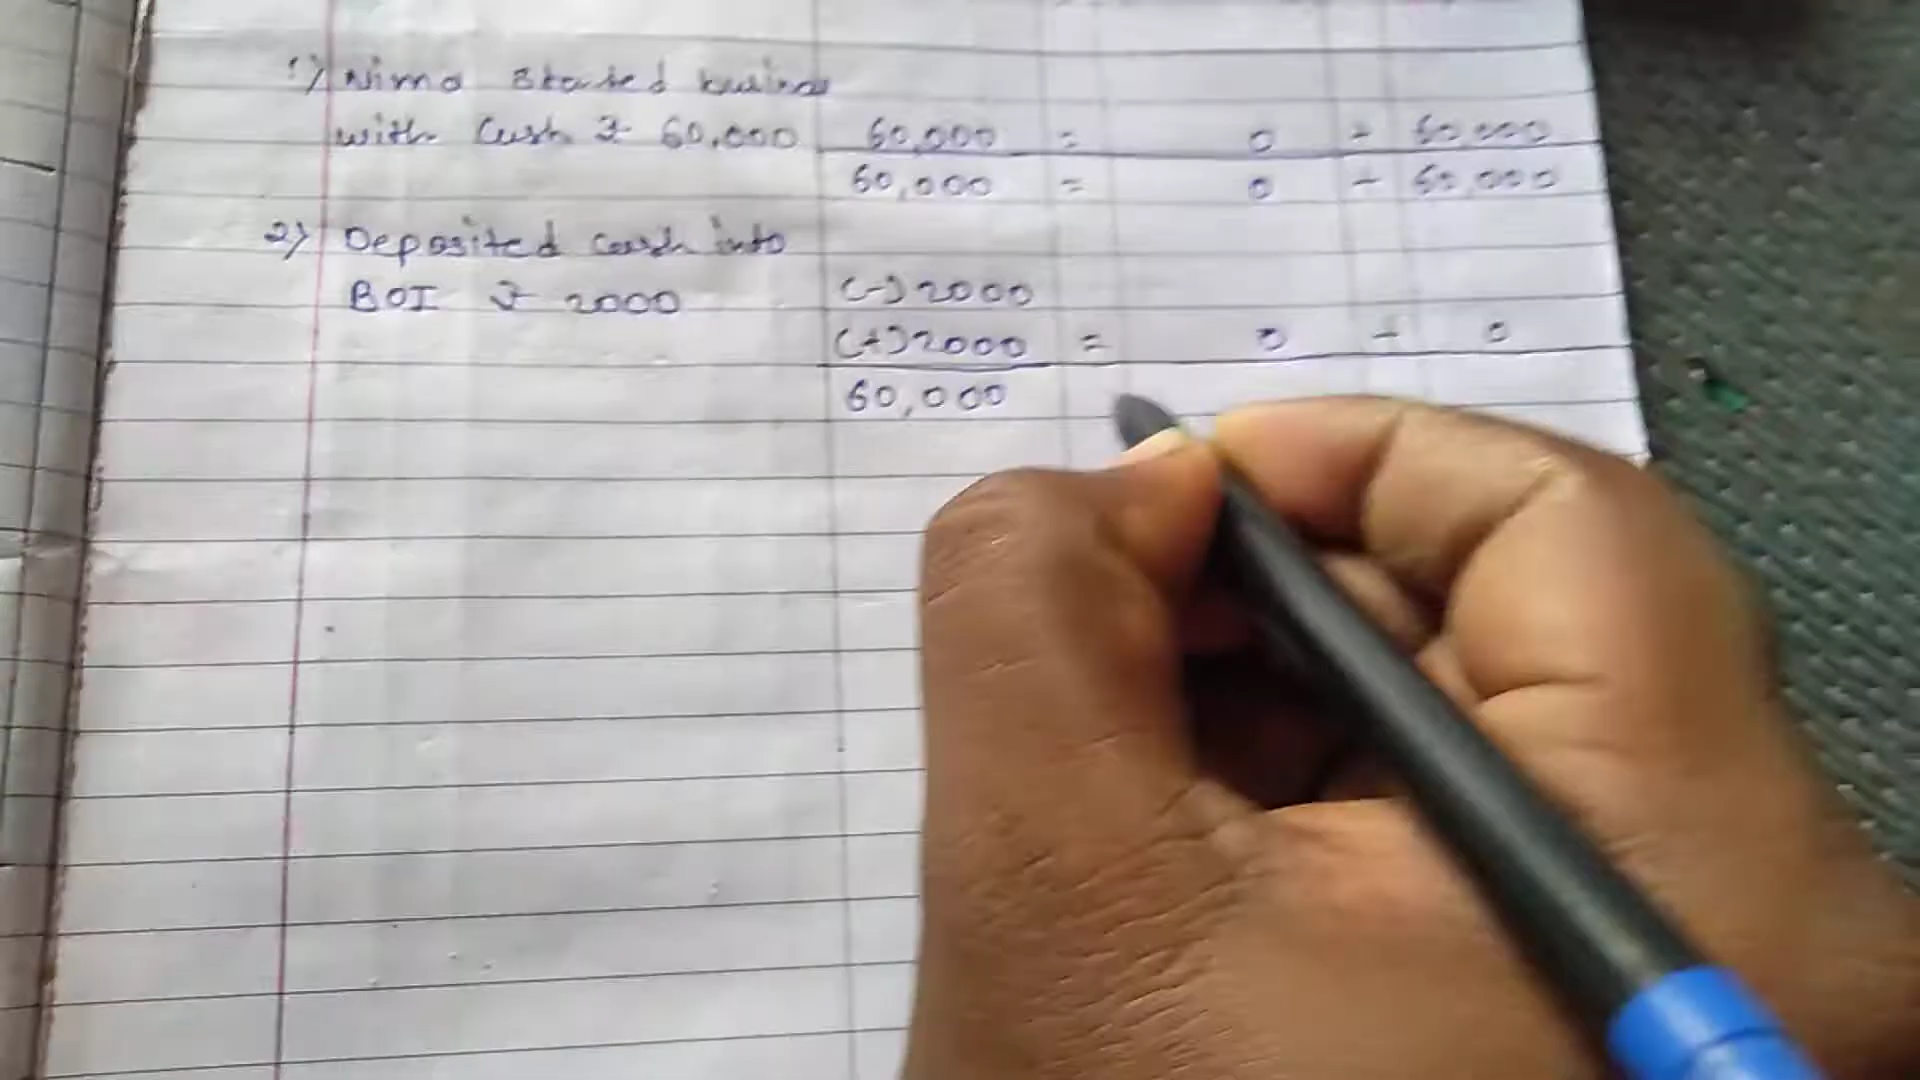 1) Nima Started business
with Cash ₹ 60,000 60,000 = 0 + 60,000
60,000 = 0 + 60,000
2) Deposited cash into
BOI ₹ 2000 (-) 2000
(+) 2000 = 0 + 0
60,000